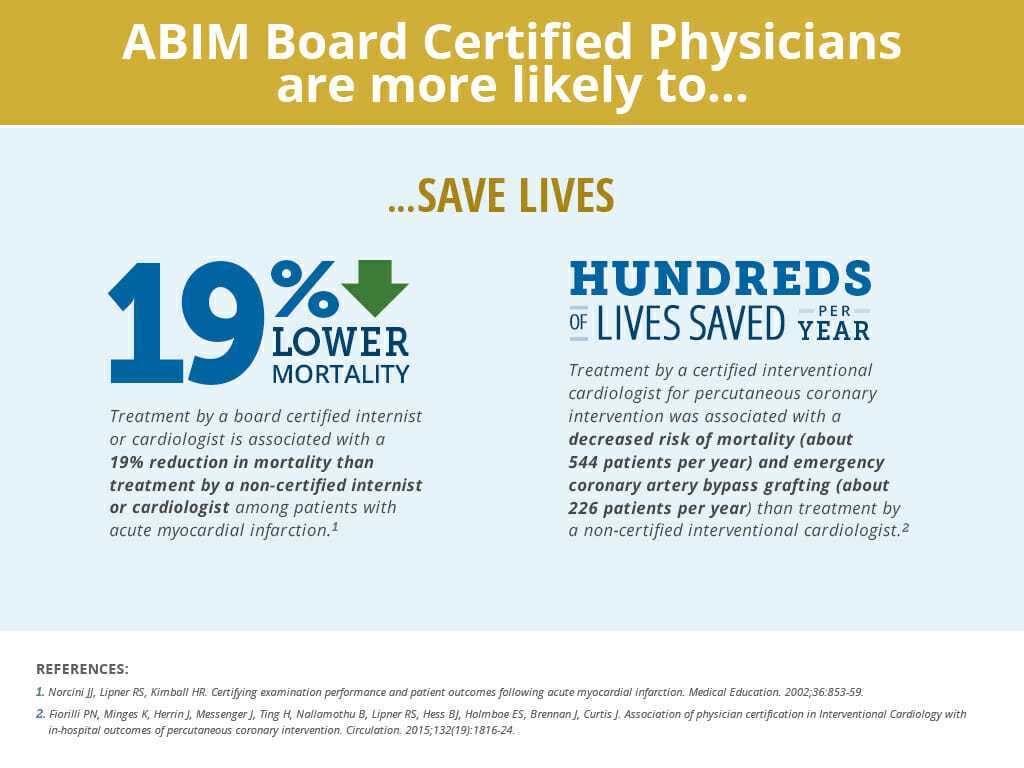 ABIM Board Certified Physicians
are more likely to...
...SAVE LIVES
19% LOWER
MORTALITY
Treatment by a board certified internist
or cardiologist is associated with a
19% reduction in mortality than
treatment by a non-certified internist
or cardiologist among patients with
acute myocardial infarction.1
HUNDREDS
OF LIVES SAVED PER
YEAR
Treatment by a certified interventional
cardiologist for percutaneous coronary
intervention was associated with a
decreased risk of mortality (about
544 patients per year) and emergency
coronary artery bypass grafting (about
226 patients per year) than treatment by
a non-certified interventional cardiologist.2
REFERENCES:
1. Norcini JJ, Lipner RS, Kimball HR. Certifying examination performance and patient outcomes following acute myocardial infarction. Medical Education. 2002;36:853-59.
2. Fiorilli PN, Minges K, Herrin J, Messenger J, Ting H, Nallamothu B, Lipner RS, Hess BJ, Holmboe ES, Brennan J, Curtis J. Association of physician certification in Interventional Cardiology with
in-hospital outcomes of percutaneous coronary intervention. Circulation. 2015;132(19):1816-24.